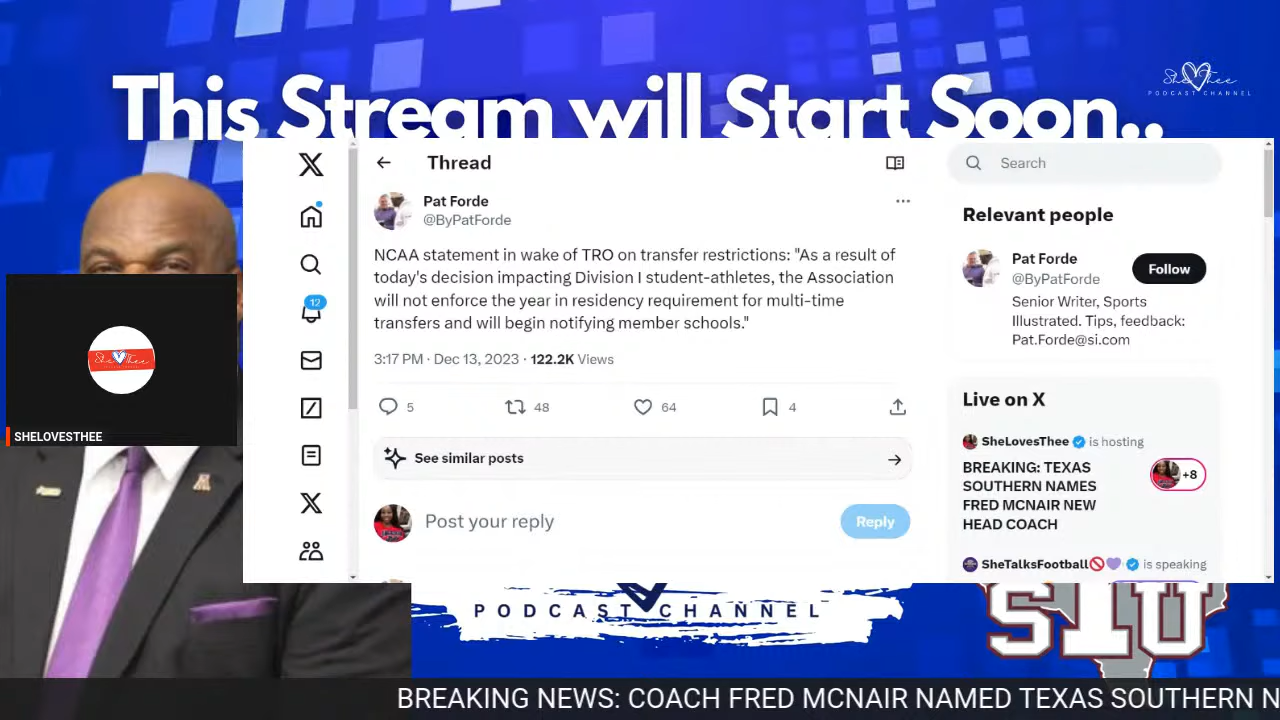 This Stream will Start Soon..
SheThee
PODCAST CHANNEL
Thread
Search
Pat Forde
@ByPatForde
NCAA statement in wake of TRO on transfer restrictions: "As a result of
today's decision impacting Division I student-athletes, the Association
will not enforce the year in residency requirement for multi-time
transfers and will begin notifying member schools."
3:17 PM · Dec 13, 2023 · 122.2K Views
5
48
64
4
See similar posts
Post your reply
Reply
12
Relevant people
Pat Forde
@ByPatForde
Follow
Senior Writer, Sports
Illustrated. Tips, feedback:
Pat.Forde@si.com
Live on X
SheLovesThee is hosting
BREAKING: TEXAS
SOUTHERN NAMES
FRED MCNAIR NEW
HEAD COACH
+8
SheTalksFootball🚫💜 is speaking
SheThee
SHELOVESTHEE
PODCAST CHANNEL
BREAKING NEWS: COACH FRED MCNAIR NAMED TEXAS SOUTHERN N